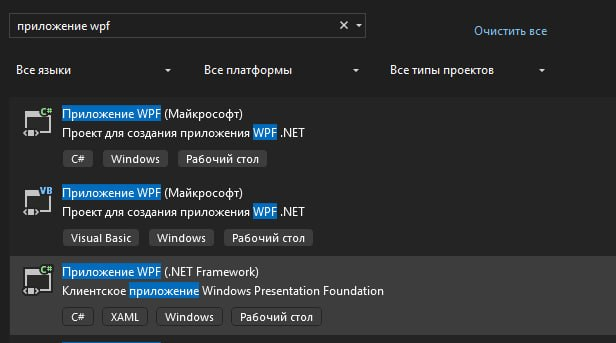 приложение wpf
Очистить все
Все языки Все платформы Все типы проектов
C#
Приложение WPF (Майкрософт)
Проект для создания приложения WPF .NET
C# Windows Рабочий стол
VB
Приложение WPF (Майкрософт)
Проект для создания приложения WPF .NET
Visual Basic Windows Рабочий стол
C#
Приложение WPF (.NET Framework)
Клиентское приложение Windows Presentation Foundation
C# XAML Windows Рабочий стол